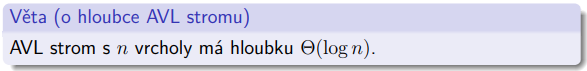 Věta (o hloubce AVL stromu)
AVL strom s n vrcholy má hloubku Θ(log n).